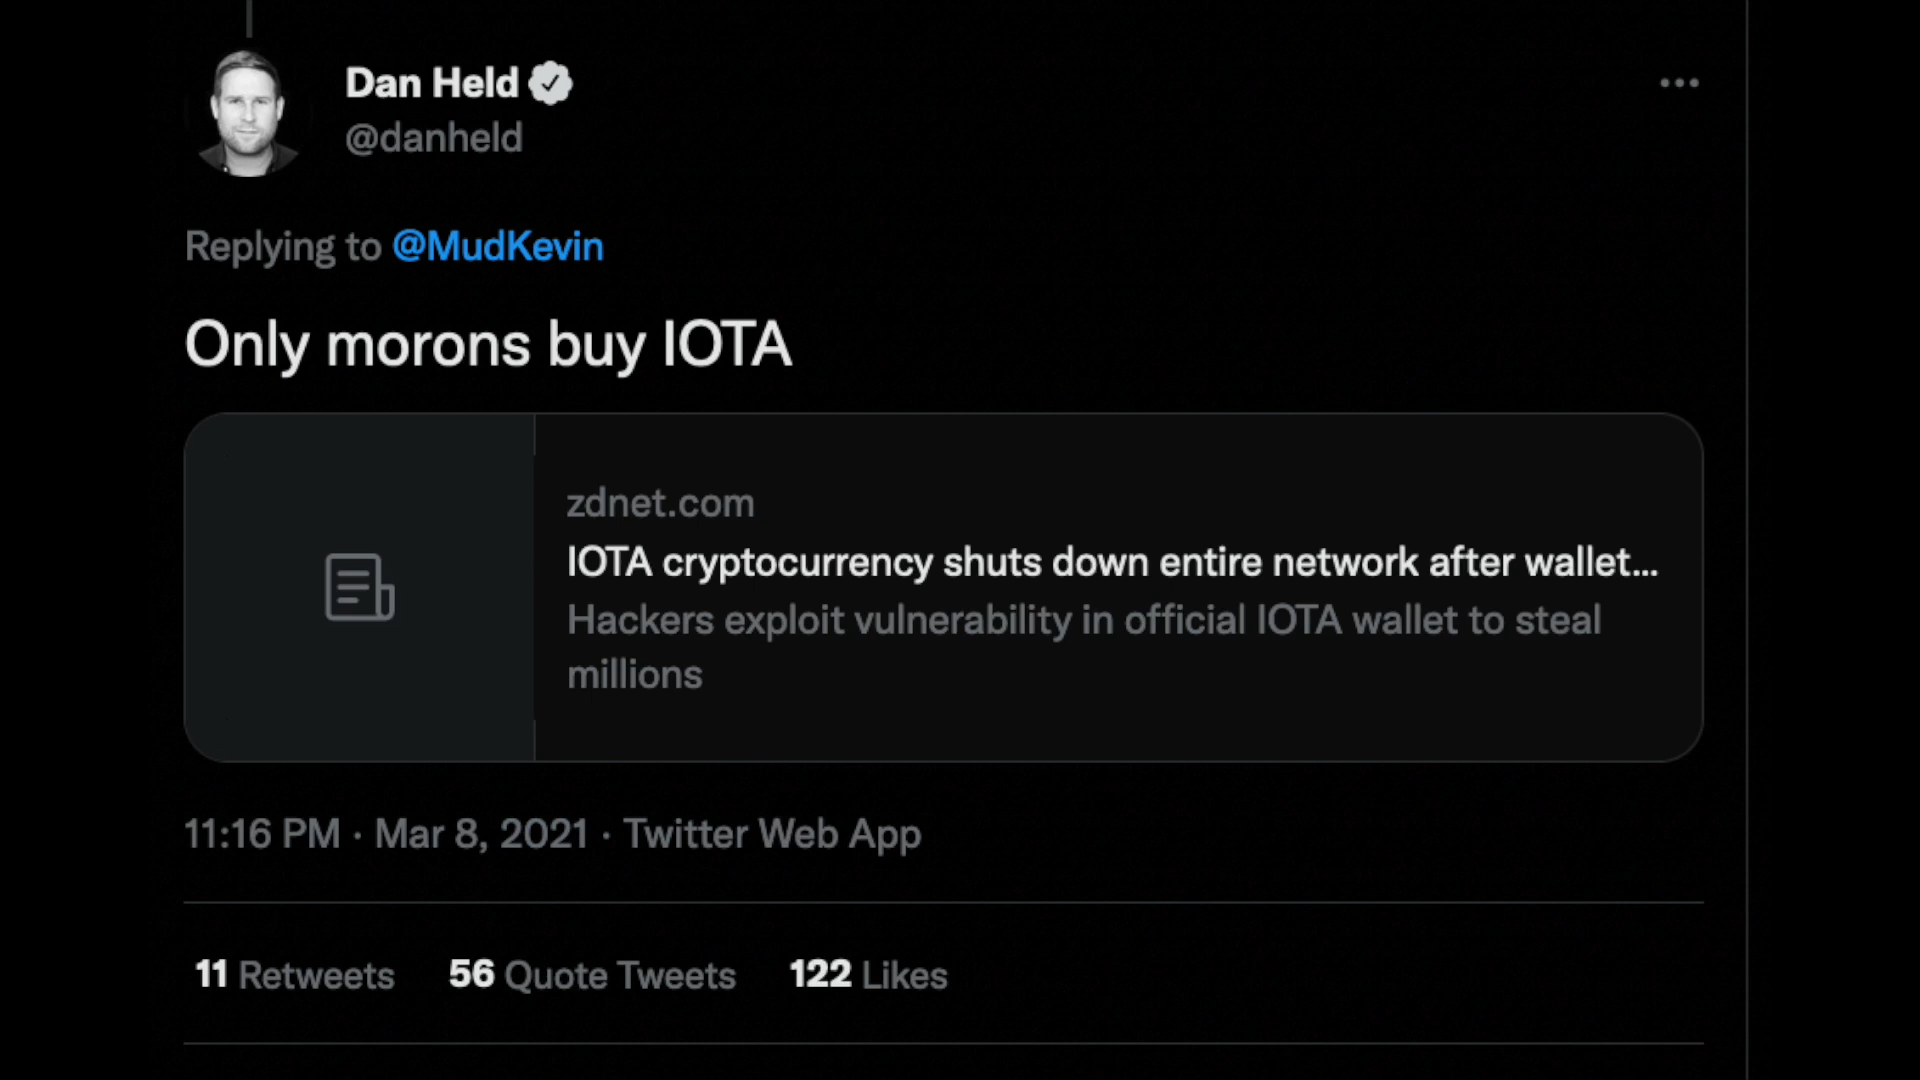 Dan Held
@danheld
Replying to @MudKevin
Only morons buy IOTA
zdnet.com
IOTA cryptocurrency shuts down entire network after wallet...
Hackers exploit vulnerability in official IOTA wallet to steal
millions
11:16 PM · Mar 8, 2021 · Twitter Web App
11 Retweets 56 Quote Tweets 122 Likes